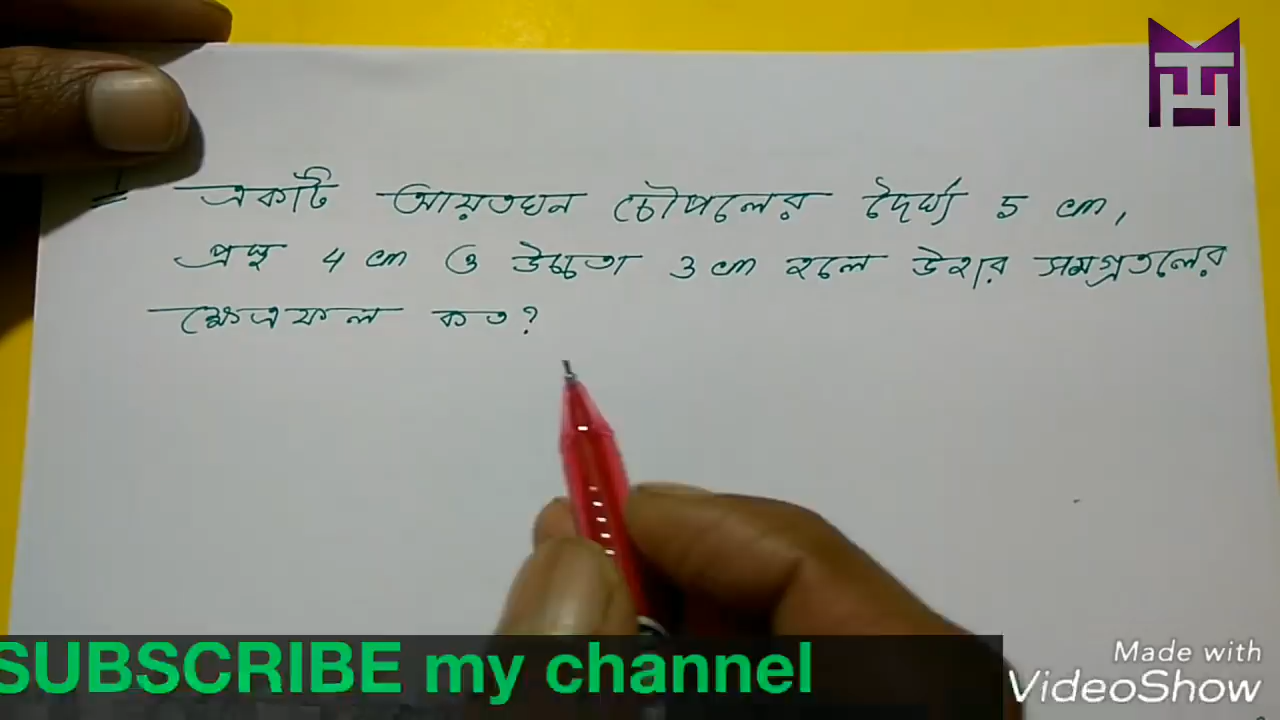 একটি আয়তঘন চৌপলের দৈর্ঘ্য 5 cm,
প্রস্থ 4 cm ও উচ্চতা 3 cm হলে উহার সমগ্রতলের
ক্ষেত্রফল কত?
SUBSCRIBE my channel
Made with
VideoShow